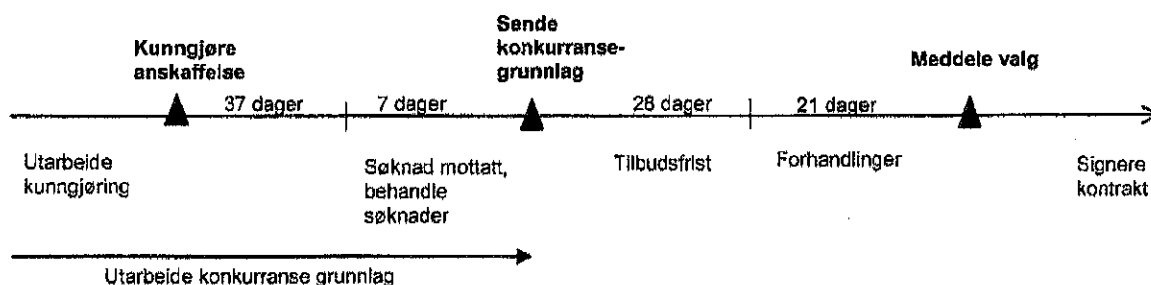 Kunngjøre
anskaffelse
Sende
konkurranse-
grunnlag
Meddele valg
37 dager
7 dager
28 dager
21 dager
Utarbeide
kunngjøring
Søknad mottatt,
behandle
søknader
Tilbudsfrist
Forhandlinger
Signere
kontrakt
Utarbeide konkurranse grunnlag